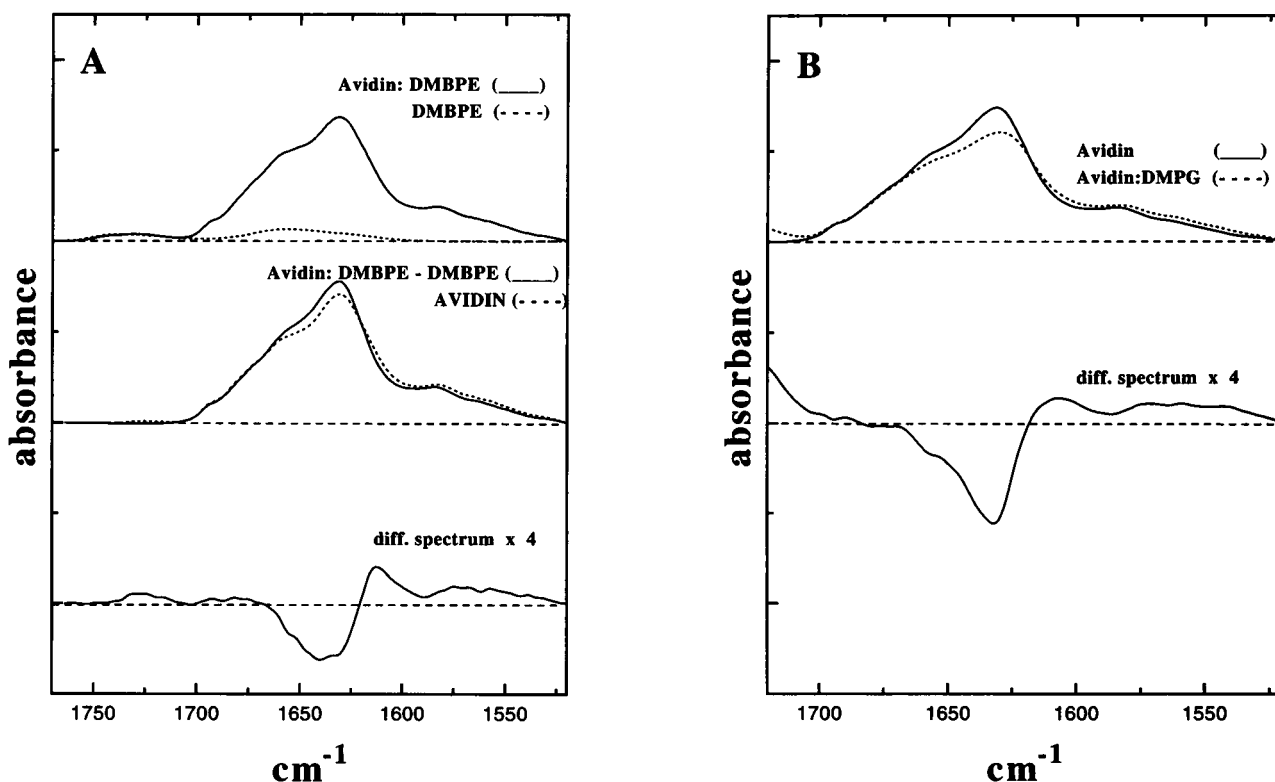 A
Avidin: DMBPE (____)
DMBPE (- - - -)
Avidin: DMBPE - DMBPE (____)
AVIDIN (- - - -)
diff. spectrum x 4
absorbance
1750 1700 1650 1600 1550
cm-1
B
Avidin (____)
Avidin:DMPG (- - - -)
diff. spectrum x 4
absorbance
1700 1650 1600 1550
cm-1